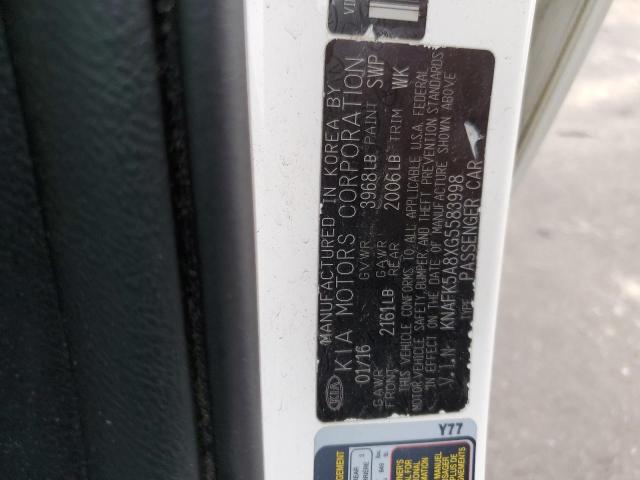 VIN
MANUFACTURED IN KOREA BY
KIA KIA MOTORS CORPORATION
01/16 GVWR 3968LB PAINT SWP
GAWR FRONT 2161LB GAWR REAR 2006LB TRIM WK
THIS VEHICLE CONFORMS TO ALL APPLICABLE U.S.A. FEDERAL
MOTOR VEHICLE SAFETY, BUMPER, AND THEFT PREVENTION STANDARDS
IN EFFECT ON THE DATE OF MANUFACTURE SHOWN ABOVE
V.I.N KNAFK5A8XG5583998
TYPE: PASSENGER CAR
Y77